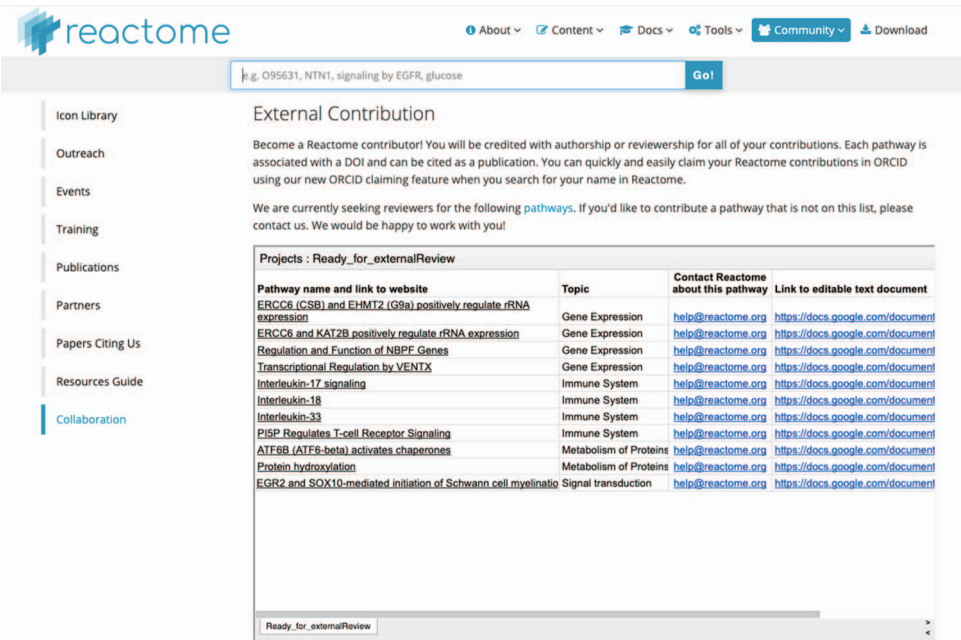 reactome
About Content Docs Tools Community Download
e.g. O95631, NTN1, signaling by EGFR, glucose Go!
Icon Library
Outreach
Events
Training
Publications
Partners
Papers Citing Us
Resources Guide
Collaboration
External Contribution
Become a Reactome contributor! You will be credited with authorship or reviewership for all of your contributions. Each pathway is
associated with a DOI and can be cited as a publication. You can quickly and easily claim your Reactome contributions in ORCID
using our new ORCID claiming feature when you search for your name in Reactome.
We are currently seeking reviewers for the following pathways. If you'd like to contribute a pathway that is not on this list, please
contact us. We would be happy to work with you!
Projects : Ready_for_externalReview
Pathway name and link to website Topic Contact Reactome about this pathway Link to editable text document
ERCC6 (CSB) and EHMT2 (G9a) positively regulate rRNA
expression Gene Expression help@reactome.org https://docs.google.com/document
ERCC6 and KAT2B positively regulate rRNA expression Gene Expression help@reactome.org https://docs.google.com/document
Regulation and Function of NBPF Genes Gene Expression help@reactome.org https://docs.google.com/document
Transcriptional Regulation by VENTX Gene Expression help@reactome.org https://docs.google.com/document
Interleukin-17 signaling Immune System help@reactome.org https://docs.google.com/document
Interleukin-18 Immune System help@reactome.org https://docs.google.com/document
Interleukin-33 Immune System help@reactome.org https://docs.google.com/document
PI5P Regulates T-cell Receptor Signaling Immune System help@reactome.org https://docs.google.com/document
ATF6B (ATF6-beta) activates chaperones Metabolism of Proteins help@reactome.org https://docs.google.com/document
Protein hydroxylation Metabolism of Proteins help@reactome.org https://docs.google.com/document
EGR2 and SOX10-mediated initiation of Schwann cell myelinatio Signal transduction help@reactome.org https://docs.google.com/document
Ready_for_externalReview